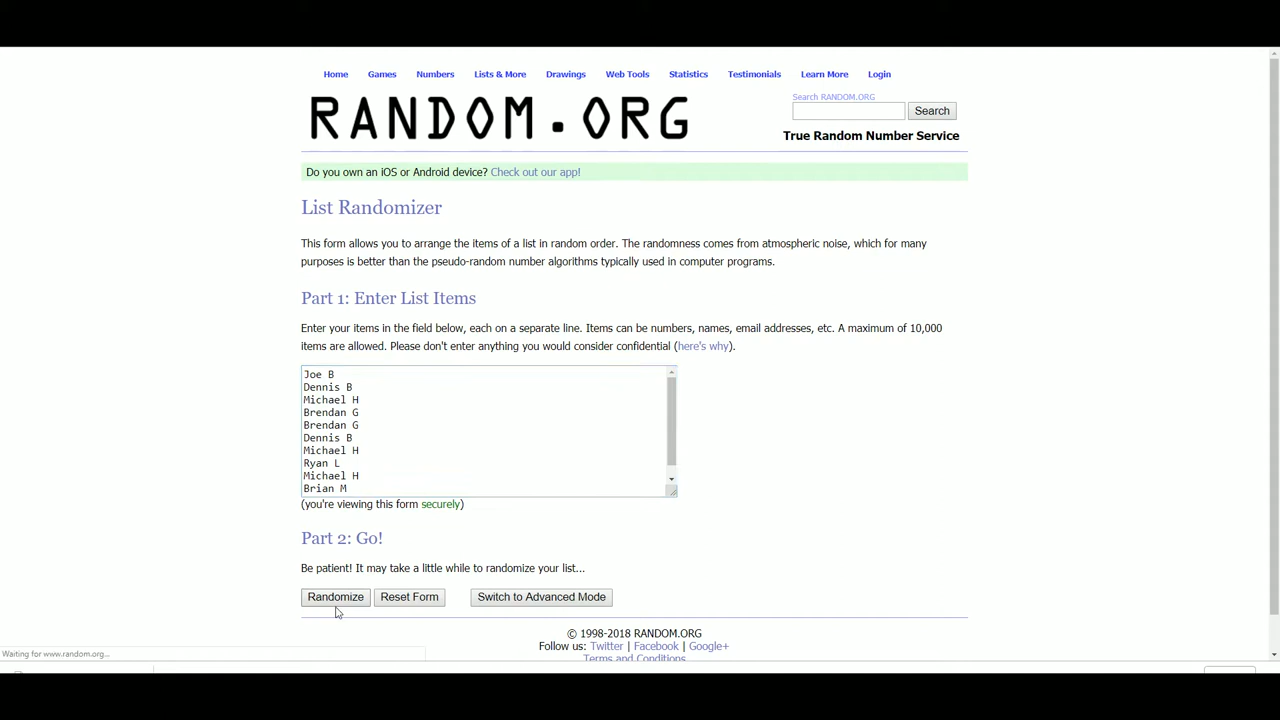 Home Games Numbers Lists & More Drawings Web Tools Statistics Testimonials Learn More Login
RANDOM.ORG
Search RANDOM.ORG
Search
True Random Number Service
Do you own an iOS or Android device? Check out our app!
List Randomizer
This form allows you to arrange the items of a list in random order. The randomness comes from atmospheric noise, which for many
purposes is better than the pseudo-random number algorithms typically used in computer programs.
Part 1: Enter List Items
Enter your items in the field below, each on a separate line. Items can be numbers, names, email addresses, etc. A maximum of 10,000
items are allowed. Please don't enter anything you would consider confidential (here's why).
Joe B
Dennis B
Michael H
Brendan G
Brendan G
Dennis B
Michael H
Ryan L
Michael H
Brian M
(you're viewing this form securely)
Part 2: Go!
Be patient! It may take a little while to randomize your list...
Randomize Reset Form Switch to Advanced Mode
© 1998-2018 RANDOM.ORG
Follow us: Twitter | Facebook | Google+
Terms and Conditions
Waiting for www.random.org...